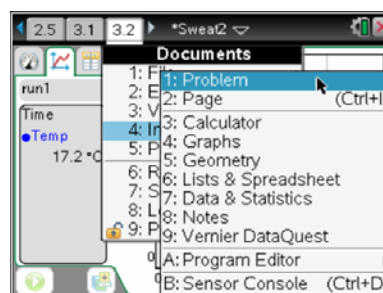 2.5 3.1 3.2 *Sweat2
Documents
run1
Time
Temp
17.2 °C
1: F
2: E
3: V
4: In
5: P
6: R
7: S
8: L
9: P
1: Problem
2: Page (Ctrl+I
3: Calculator
4: Graphs
5: Geometry
6: Lists & Spreadsheet
7: Data & Statistics
8: Notes
9: Vernier DataQuest
A: Program Editor
B: Sensor Console (Ctrl+D
0